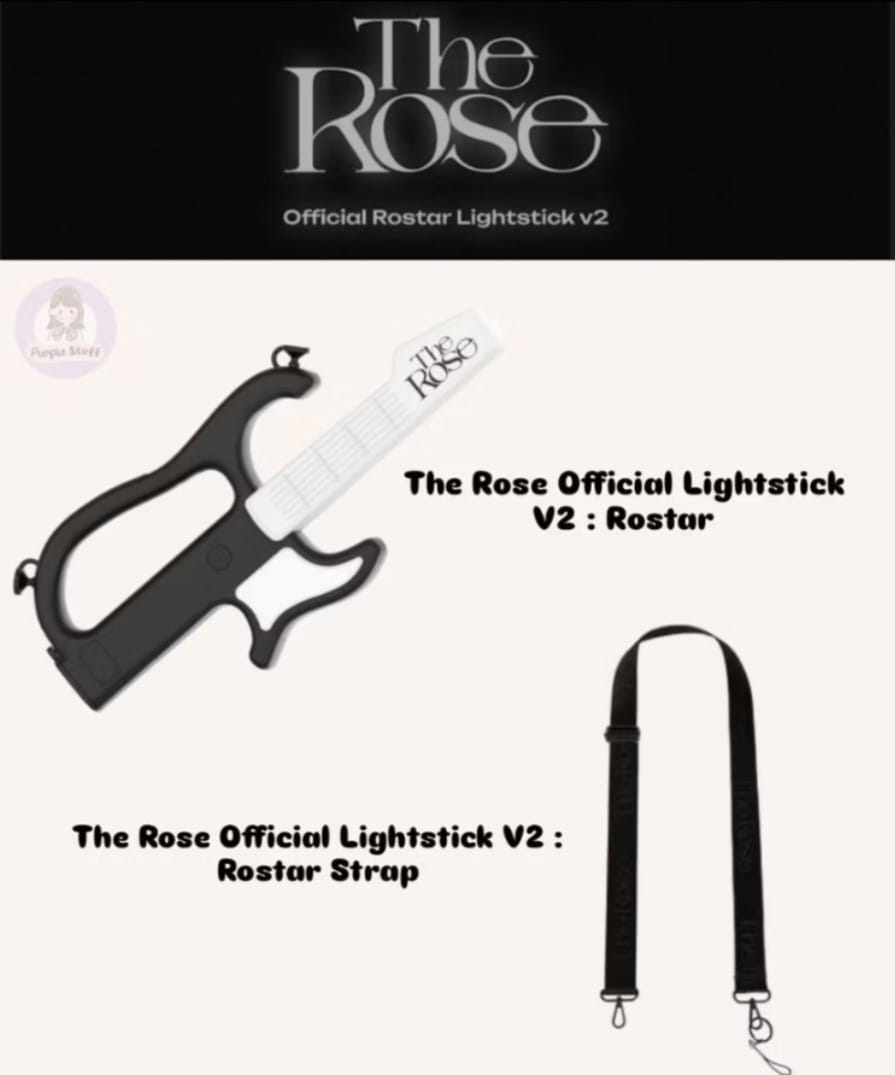 The
Rose
Official Rostar Lightstick v2
Purple Stuff
The
Rose
The Rose Official Lightstick
V2 : Rostar
The Rose Official Lightstick V2 :
Rostar Strap